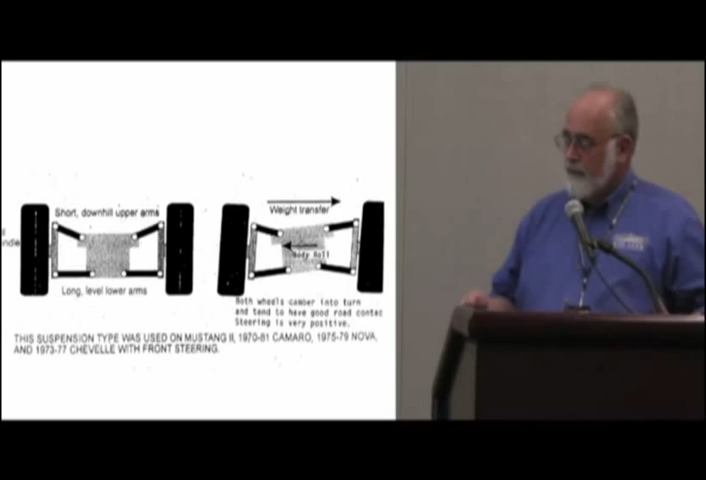 Short, downhill upper arms
Weight transfer
Body Roll
Long, level lower arms
Both wheels camber into turn
and tend to have good road contac
Steering is very positive.
THIS SUSPENSION TYPE WAS USED ON MUSTANG II, 1970-81 CAMARO, 1975-79 NOVA,
AND 1973-77 CHEVELLE WITH FRONT STEERING.